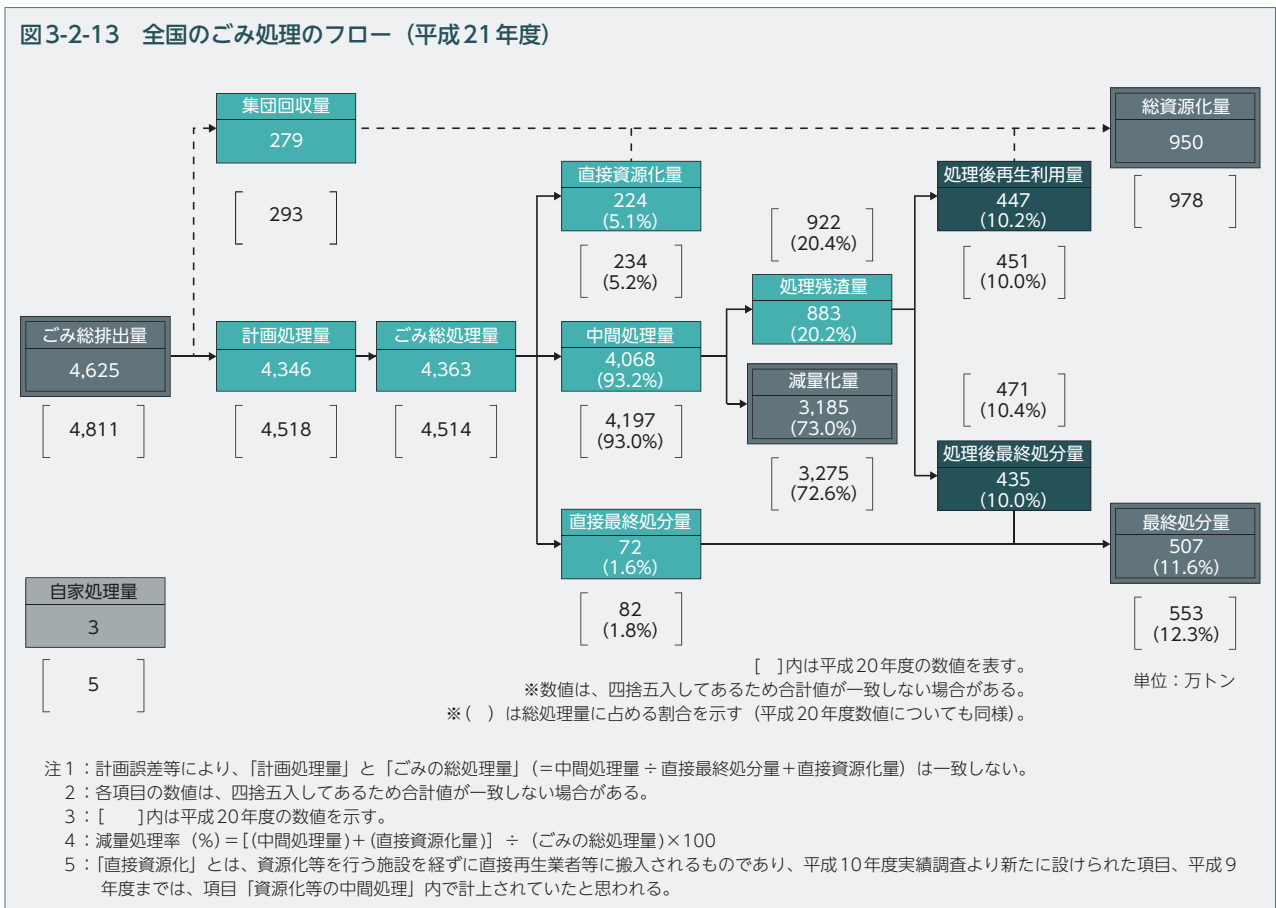 図3-2-13　全国のごみ処理のフロー（平成21年度）
集団回収量
279
293
総資源化量
950
978
直接資源化量
224
(5.1%)
234
(5.2%)
922
(20.4%)
処理後再生利用量
447
(10.2%)
451
(10.0%)
処理残渣量
883
(20.2%)
ごみ総排出量
4,625
4,811
計画処理量
4,346
4,518
ごみ総処理量
4,363
4,514
中間処理量
4,068
(93.2%)
4,197
(93.0%)
減量化量
3,185
(73.0%)
3,275
(72.6%)
471
(10.4%)
処理後最終処分量
435
(10.0%)
直接最終処分量
72
(1.6%)
82
(1.8%)
最終処分量
507
(11.6%)
553
(12.3%)
自家処理量
3
5
［　］内は平成20年度の数値を表す。
※数値は、四捨五入してあるため合計値が一致しない場合がある。
※（　）は総処理量に占める割合を示す（平成20年度数値についても同様）。
単位：万トン
注1：計画誤差等により、「計画処理量」と「ごみの総処理量」（＝中間処理量÷直接最終処分量＋直接資源化量）は一致しない。
2：各項目の数値は、四捨五入してあるため合計値が一致しない場合がある。
3：［　　］内は平成20年度の数値を示す。
4：減量処理率（%）＝［（中間処理量）＋（直接資源化量）］÷（ごみの総処理量）×100
5：「直接資源化」とは、資源化等を行う施設を経ずに直接再生業者等に搬入されるものであり、平成10年度実績調査より新たに設けられた項目、平成9
年度までは、項目「資源化等の中間処理」内で計上されていたと思われる。